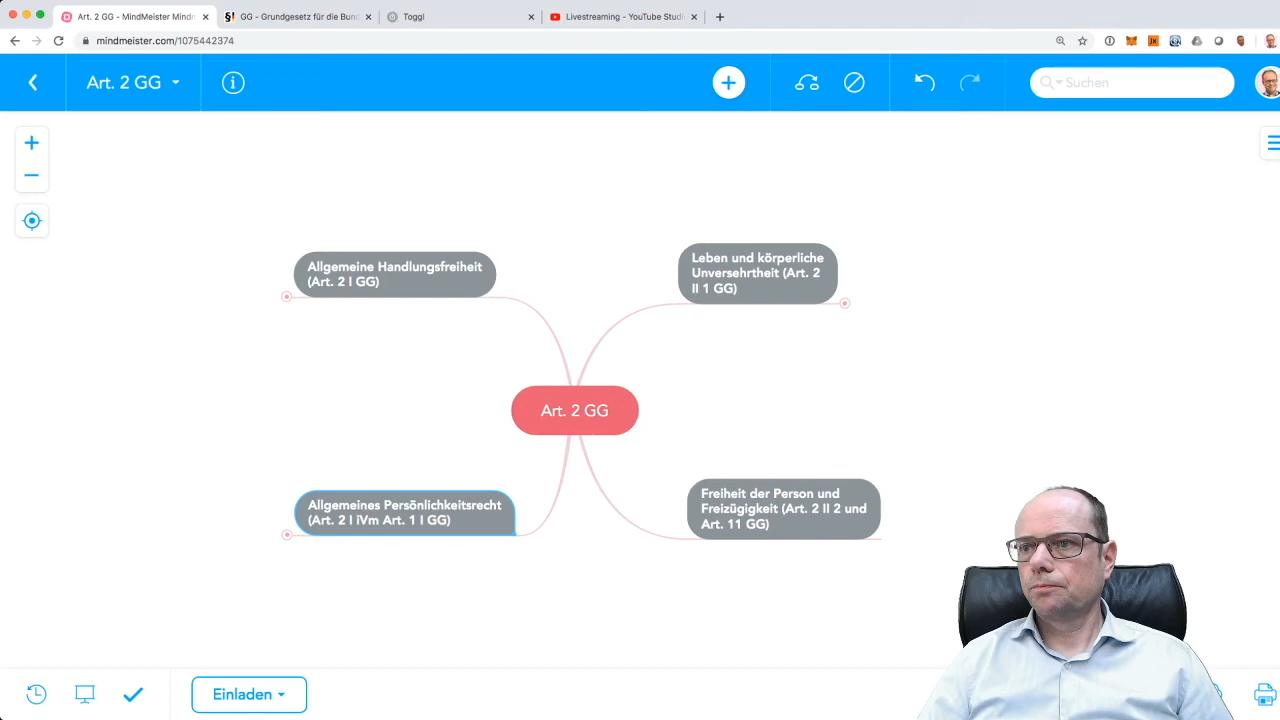 Art. 2 GG - MindMeister Mindm
GG - Grundgesetz für die Bund
Toggl
Livestreaming - YouTube Studi
mindmeister.com/1075442374
Art. 2 GG
Suchen
Allgemeine Handlungsfreiheit
(Art. 2 I GG)
Leben und körperliche
Unversehrtheit (Art. 2
II 1 GG)
Art. 2 GG
Allgemeines Persönlichkeitsrecht
(Art. 2 I iVm Art. 1 I GG)
Freiheit der Person und
Freizügigkeit (Art. 2 II 2 und
Art. 11 GG)
Einladen